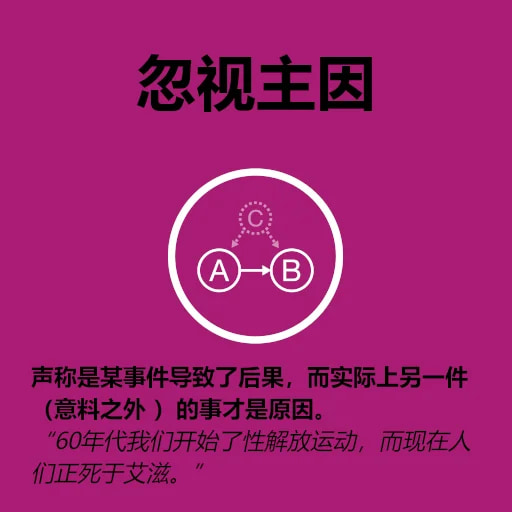 忽视主因
C
A B
声称是某事件导致了后果，而实际上另一件
（意料之外 ）的事才是原因。
“60年代我们开始了性解放运动，而现在人
们正死于艾滋。”